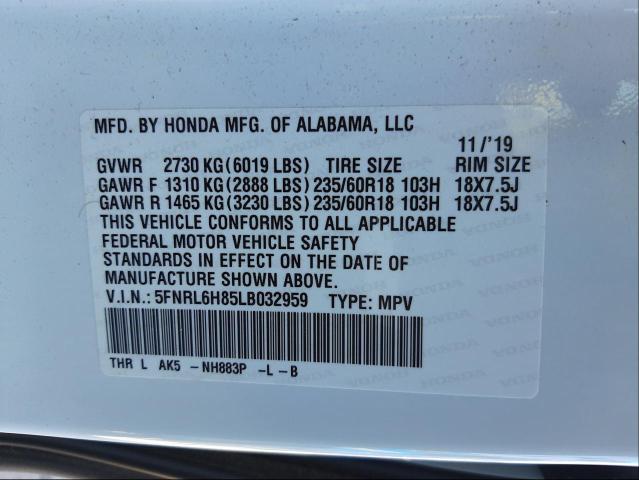 MFD. BY HONDA MFG. OF ALABAMA, LLC
11/'19
GVWR 2730 KG(6019 LBS) TIRE SIZE RIM SIZE
GAWR F 1310 KG(2888 LBS) 235/60R18 103H 18X7.5J
GAWR R 1465 KG(3230 LBS) 235/60R18 103H 18X7.5J
THIS VEHICLE CONFORMS TO ALL APPLICABLE
FEDERAL MOTOR VEHICLE SAFETY
STANDARDS IN EFFECT ON THE DATE OF
MANUFACTURE SHOWN ABOVE.
V.I.N.: 5FNRL6H85LB032959 TYPE: MPV
THR L AK5 -NH883P -L -B